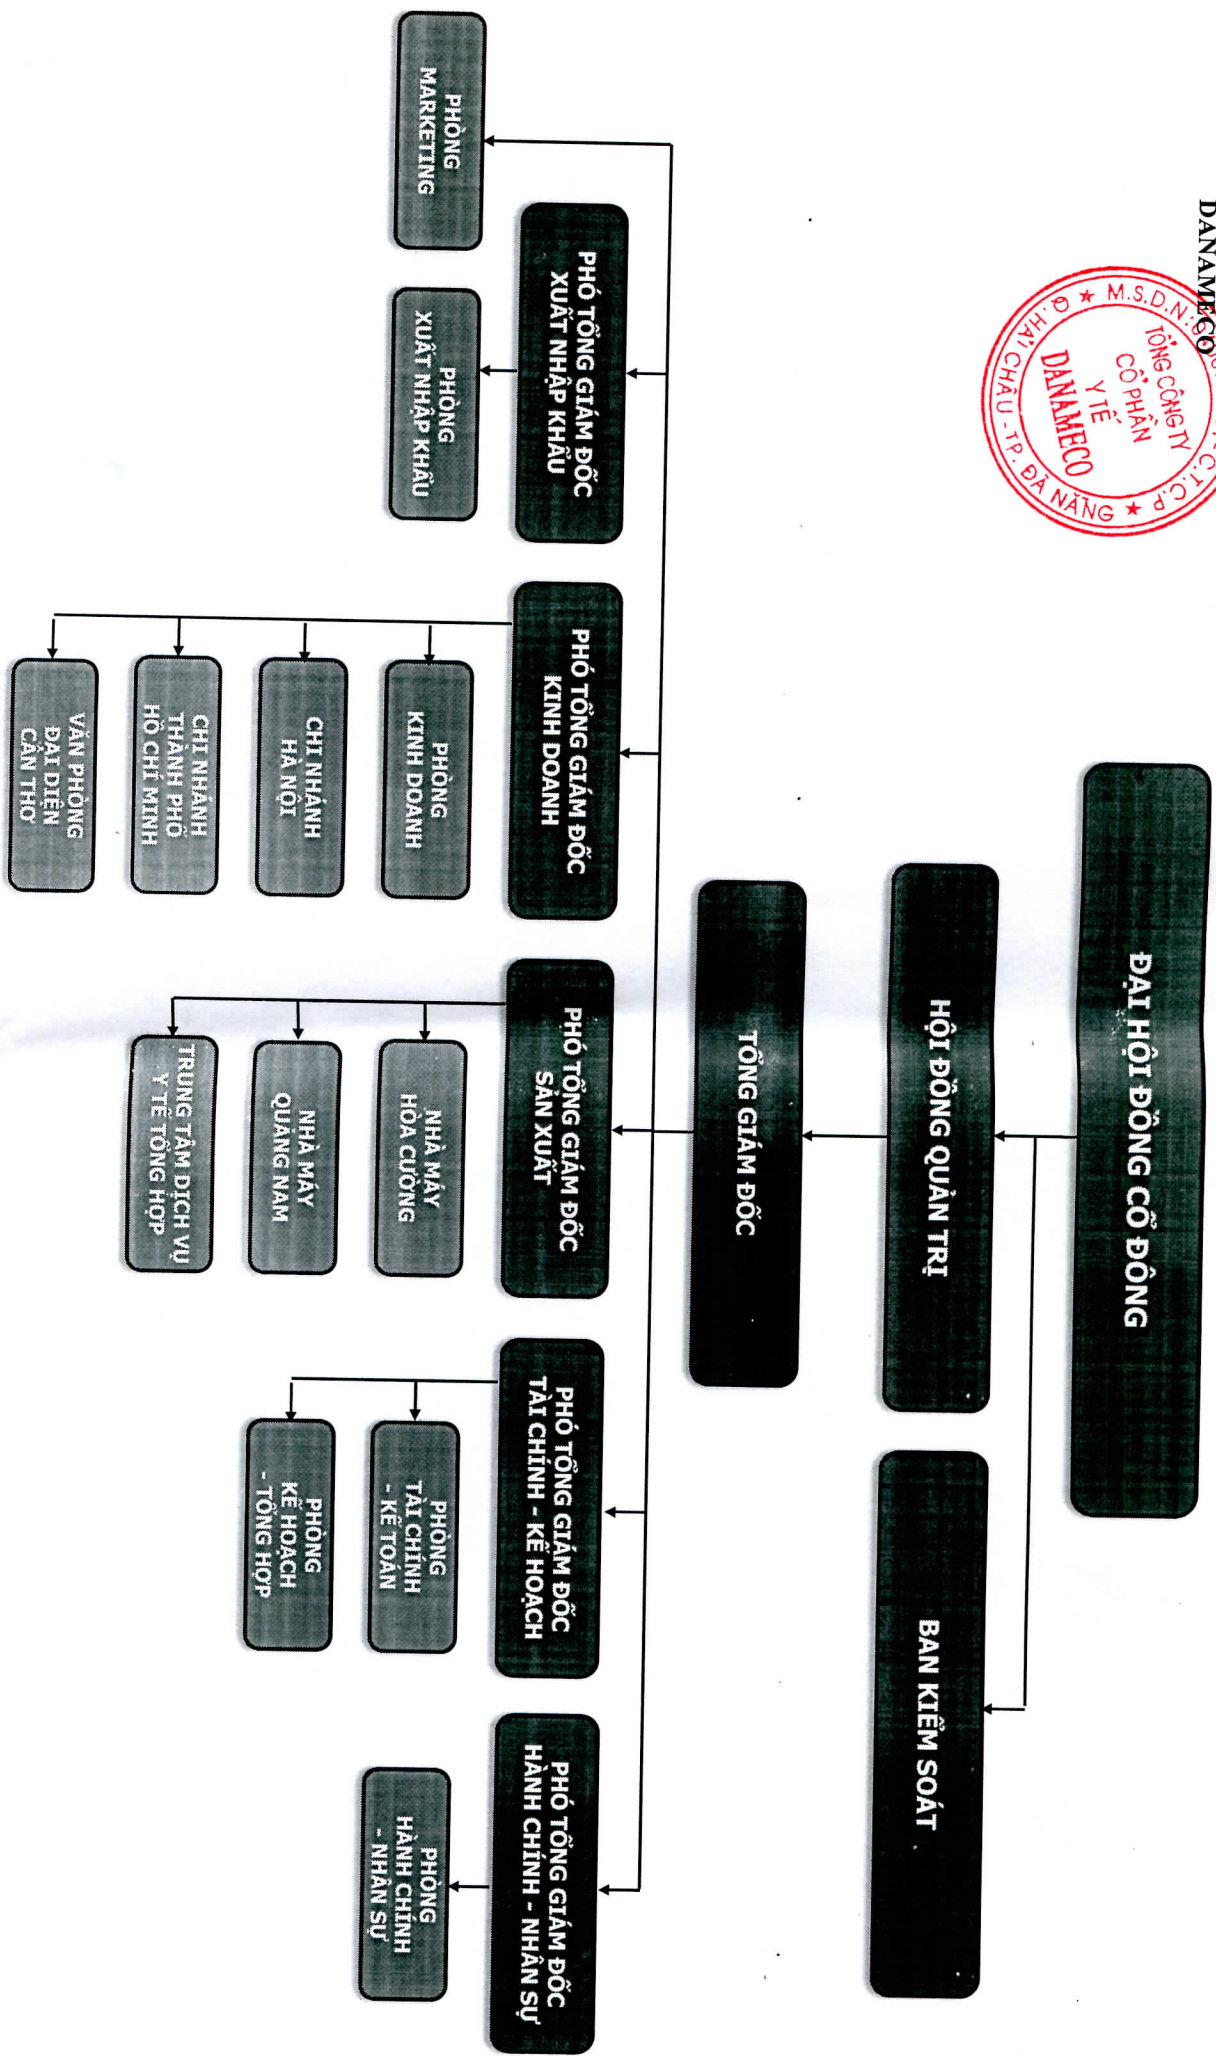 DANAMECO
M.S.D.N:
C.T.C.P
TỔNG CÔNG TY
CỔ PHẦN
Y TẾ
DANAMECO
Q.HẢI CHÂU - TP. ĐÀ NẴNG
ĐẠI HỘI ĐỒNG CỔ ĐÔNG
HỘI ĐỒNG QUẢN TRỊ
BAN KIỂM SOÁT
TỔNG GIÁM ĐỐC
PHÓ TỔNG GIÁM ĐỐC
XUẤT NHẬP KHẨU
PHÓ TỔNG GIÁM ĐỐC
KINH DOANH
PHÓ TỔNG GIÁM ĐỐC
SẢN XUẤT
PHÓ TỔNG GIÁM ĐỐC
TÀI CHÍNH - KẾ HOẠCH
PHÓ TỔNG GIÁM ĐỐC
HÀNH CHÍNH - NHÂN SỰ
PHÒNG
MARKETING
PHÒNG
XUẤT NHẬP KHẨU
PHÒNG
KINH DOANH
CHI NHÁNH
HÀ NỘI
CHI NHÁNH
THÀNH PHỐ
HỒ CHÍ MINH
VĂN PHÒNG
ĐẠI DIỆN
CẦN THƠ
NHÀ MÁY
HÒA CƯỜNG
NHÀ MÁY
QUẢNG NAM
TRUNG TÂM DỊCH VỤ
Y TẾ TỔNG HỢP
PHÒNG
TÀI CHÍNH
- KẾ TOÁN
PHÒNG
KẾ HOẠCH
- TỔNG HỢP
PHÒNG
HÀNH CHÍNH
- NHÂN SỰ